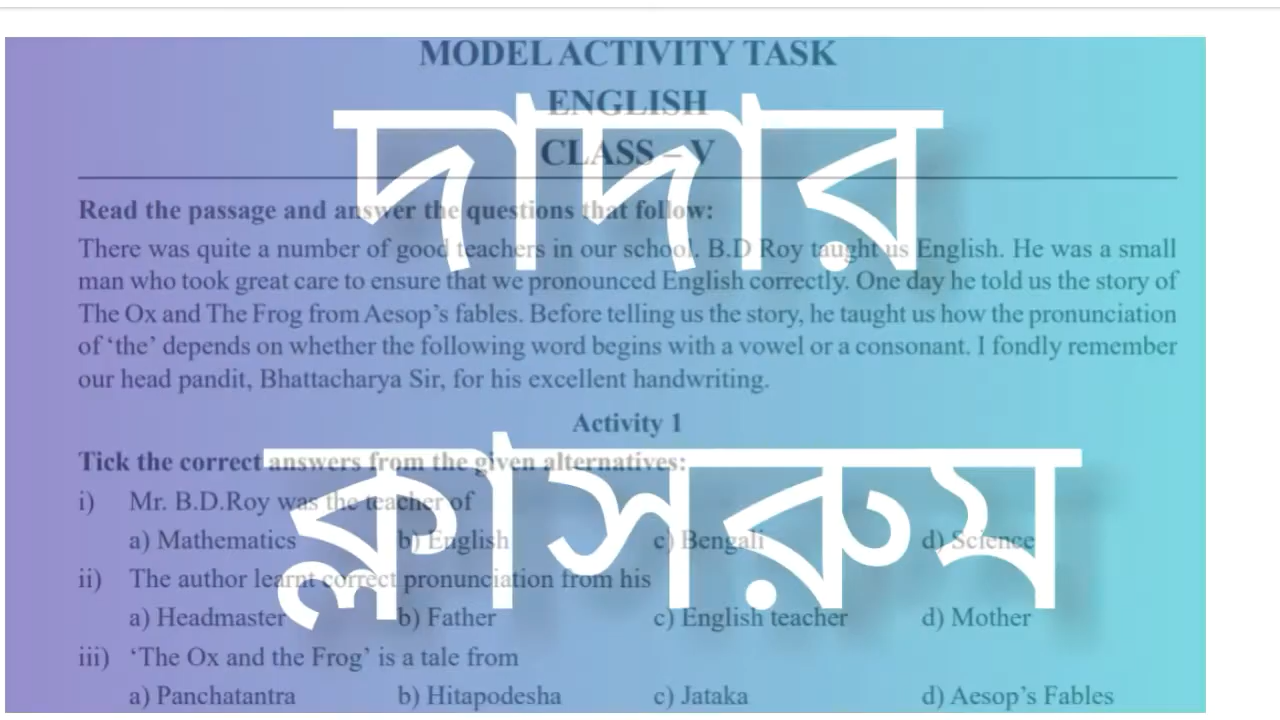 MODEL ACTIVITY TASK
ENGLISH
CLASS – V
দাদার
Read the passage and answer the questions that follow:
There was quite a number of good teachers in our school. B.D Roy taught us English. He was a small
man who took great care to ensure that we pronounced English correctly. One day he told us the story of
The Ox and The Frog from Aesop's fables. Before telling us the story, he taught us how the pronunciation
of 'the' depends on whether the following word begins with a vowel or a consonant. I fondly remember
our head pandit, Bhattacharya Sir, for his excellent handwriting.
Activity 1
Tick the correct answers from the given alternatives:
ক্লাসরুম
i) Mr. B.D.Roy was the teacher of
a) Mathematics b) English c) Bengali d) Science
ii) The author learnt correct pronunciation from his
a) Headmaster b) Father c) English teacher d) Mother
iii) 'The Ox and the Frog' is a tale from
a) Panchatantra b) Hitapodesha c) Jataka d) Aesop's Fables